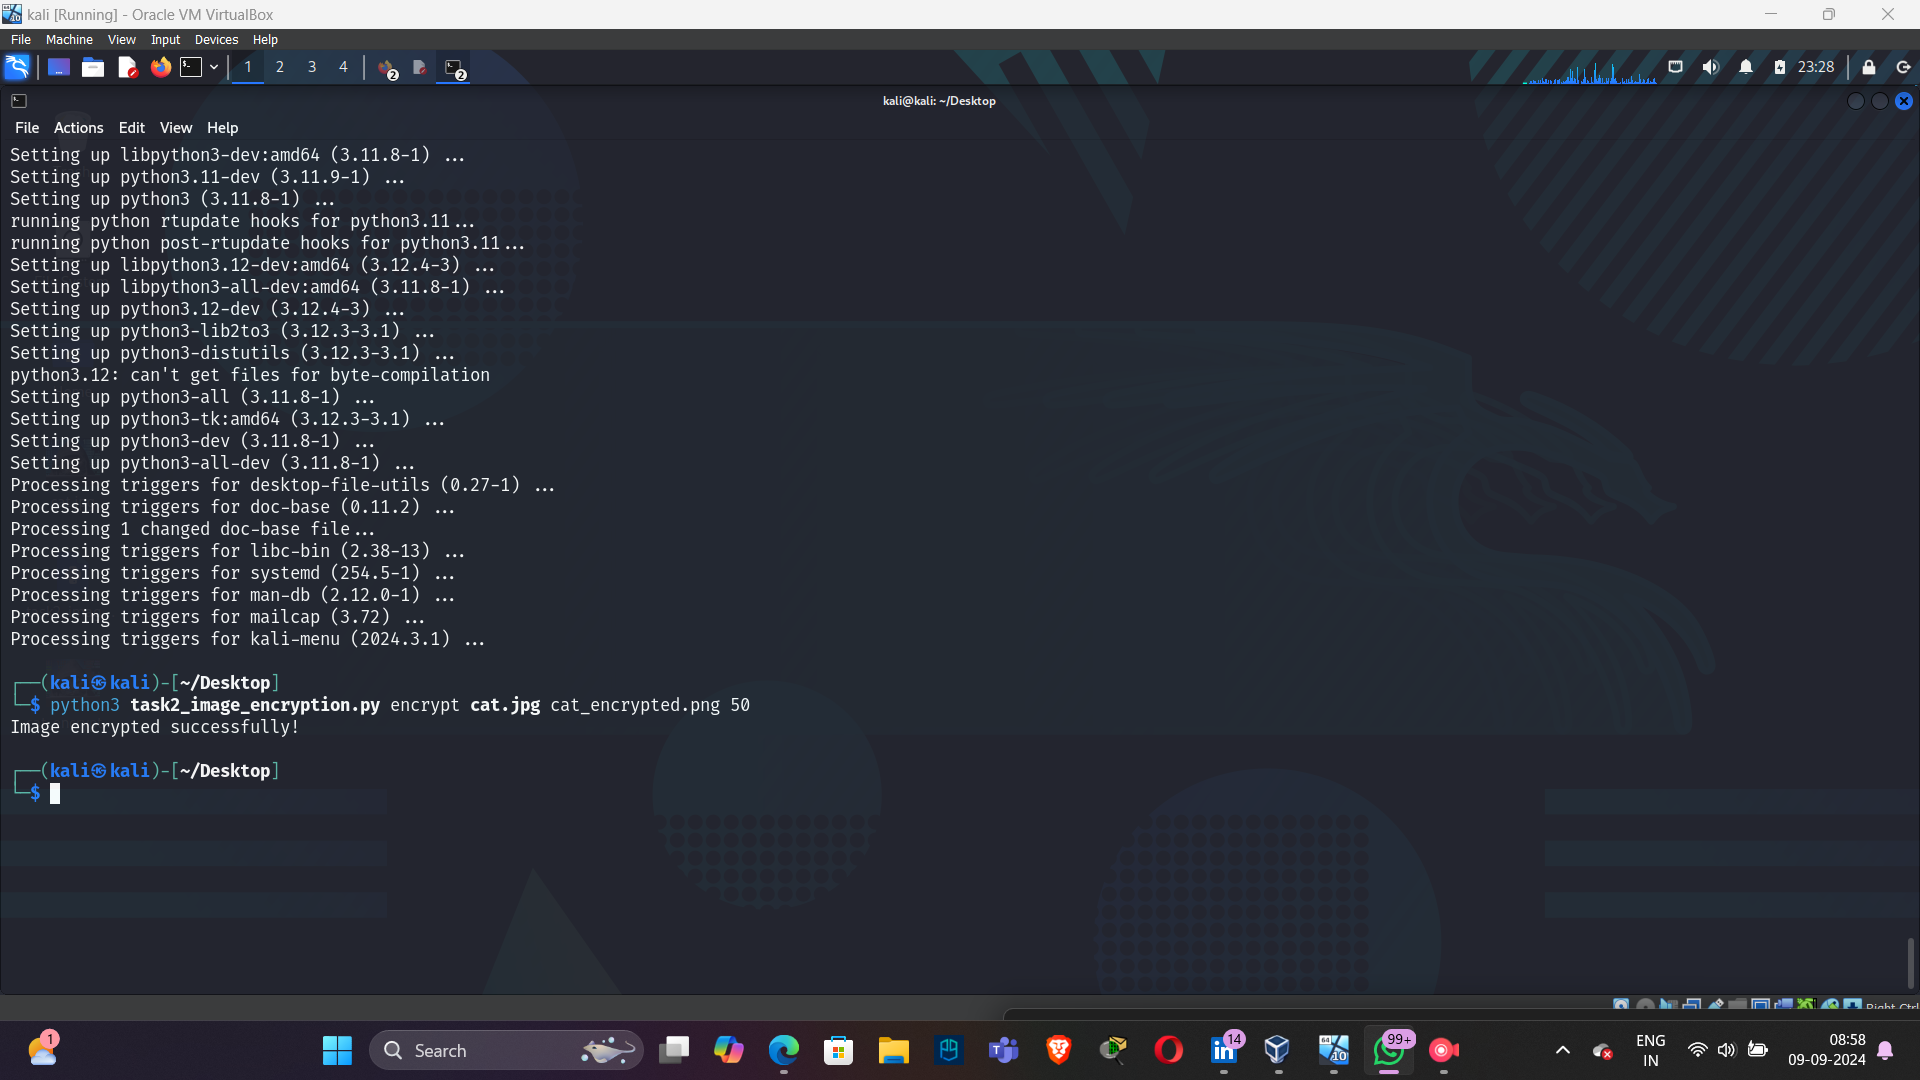 kali [Running] - Oracle VM VirtualBox
File Machine View Input Devices Help
1 2 3 4 2 2 23:28
kali@kali: ~/Desktop
File Actions Edit View Help
Setting up libpython3-dev:amd64 (3.11.8-1) ...
Setting up python3.11-dev (3.11.9-1) ...
Setting up python3 (3.11.8-1) ...
running python rtupdate hooks for python3.11...
running python post-rtupdate hooks for python3.11...
Setting up libpython3.12-dev:amd64 (3.12.4-3) ...
Setting up libpython3-all-dev:amd64 (3.11.8-1) ...
Setting up python3.12-dev (3.12.4-3) ...
Setting up python3-lib2to3 (3.12.3-3.1) ...
Setting up python3-distutils (3.12.3-3.1) ...
python3.12: can't get files for byte-compilation
Setting up python3-all (3.11.8-1) ...
Setting up python3-tk:amd64 (3.12.3-3.1) ...
Setting up python3-dev (3.11.8-1) ...
Setting up python3-all-dev (3.11.8-1) ...
Processing triggers for desktop-file-utils (0.27-1) ...
Processing triggers for doc-base (0.11.2) ...
Processing 1 changed doc-base file...
Processing triggers for libc-bin (2.38-13) ...
Processing triggers for systemd (254.5-1) ...
Processing triggers for man-db (2.12.0-1) ...
Processing triggers for mailcap (3.72) ...
Processing triggers for kali-menu (2024.3.1) ...
┌──(kali㉿kali)-[~/Desktop]
└─$ python3 task2_image_encryption.py encrypt cat.jpg cat_encrypted.png 50
Image encrypted successfully!
┌──(kali㉿kali)-[~/Desktop]
└─$
Right Ctrl
1 Search 14 64 10 99+ ENG 08:58
IN 09-09-2024